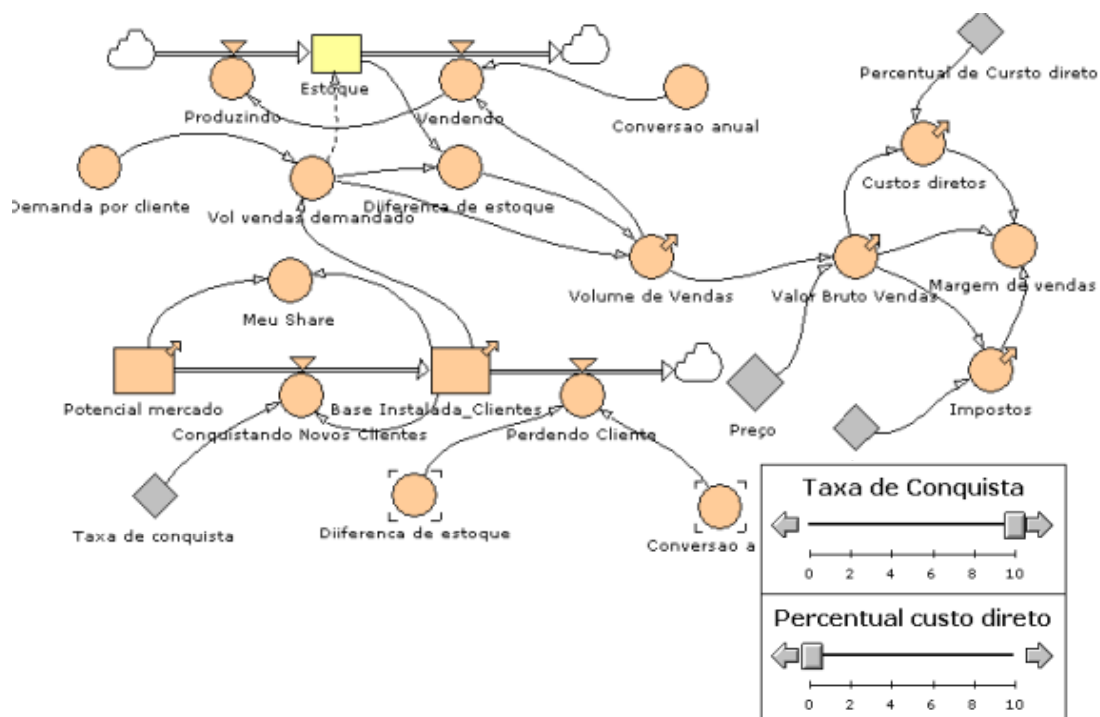 Estoque
Percentual de Cursto direto
Produzindo
Vendendo
Conversao anual
Demanda por cliente
Vol vendas demandado
Diiferenca de estoque
Custos diretos
Meu Share
Volume de Vendas
Valor Bruto Vendas
Margem de vendas
Potencial mercado
Base Instalada_Clientes
Conquistando Novos Clientes
Perdendo Cliente
Preço
Impostos
Taxa de conquista
Diiferenca de estoque
Conversao a
Taxa de Conquista
0 2 4 6 8 10
Percentual custo direto
0 2 4 6 8 10